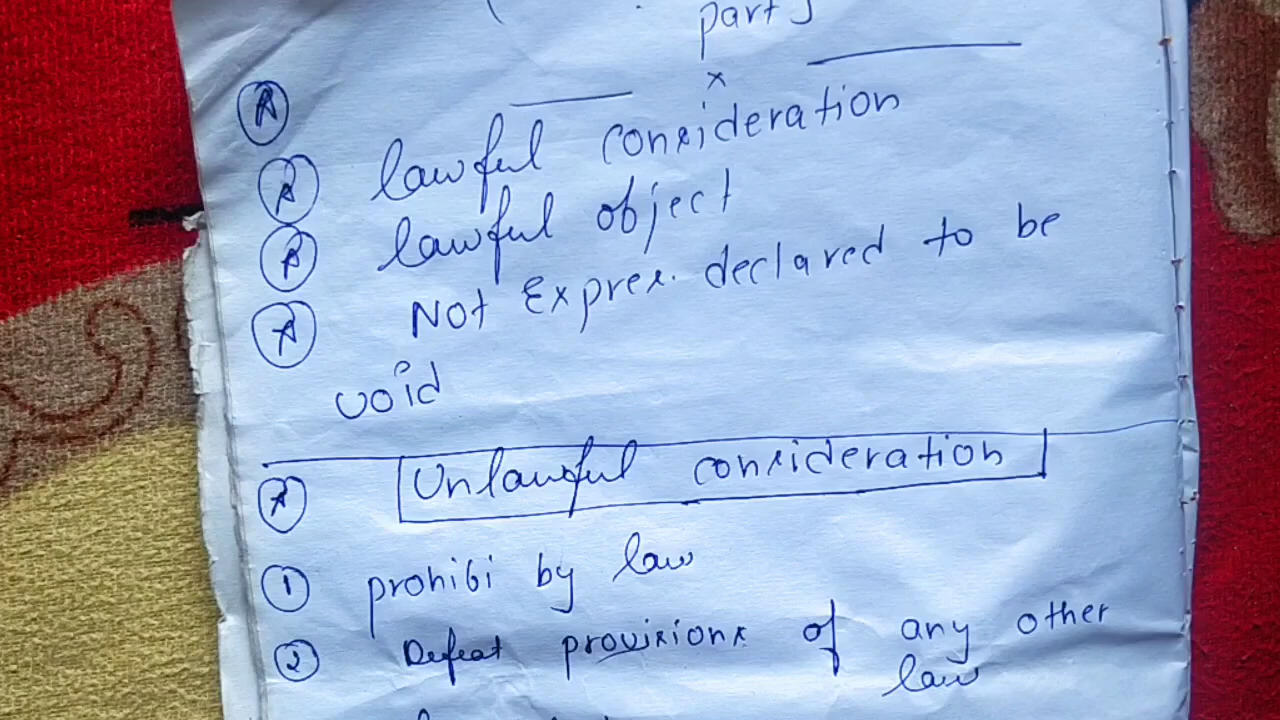 part
lawful consideration
lawful object
Not Expres. declared to be
void
Unlawful consideration
① prohibi by law
② Defeat provisions of any other
law